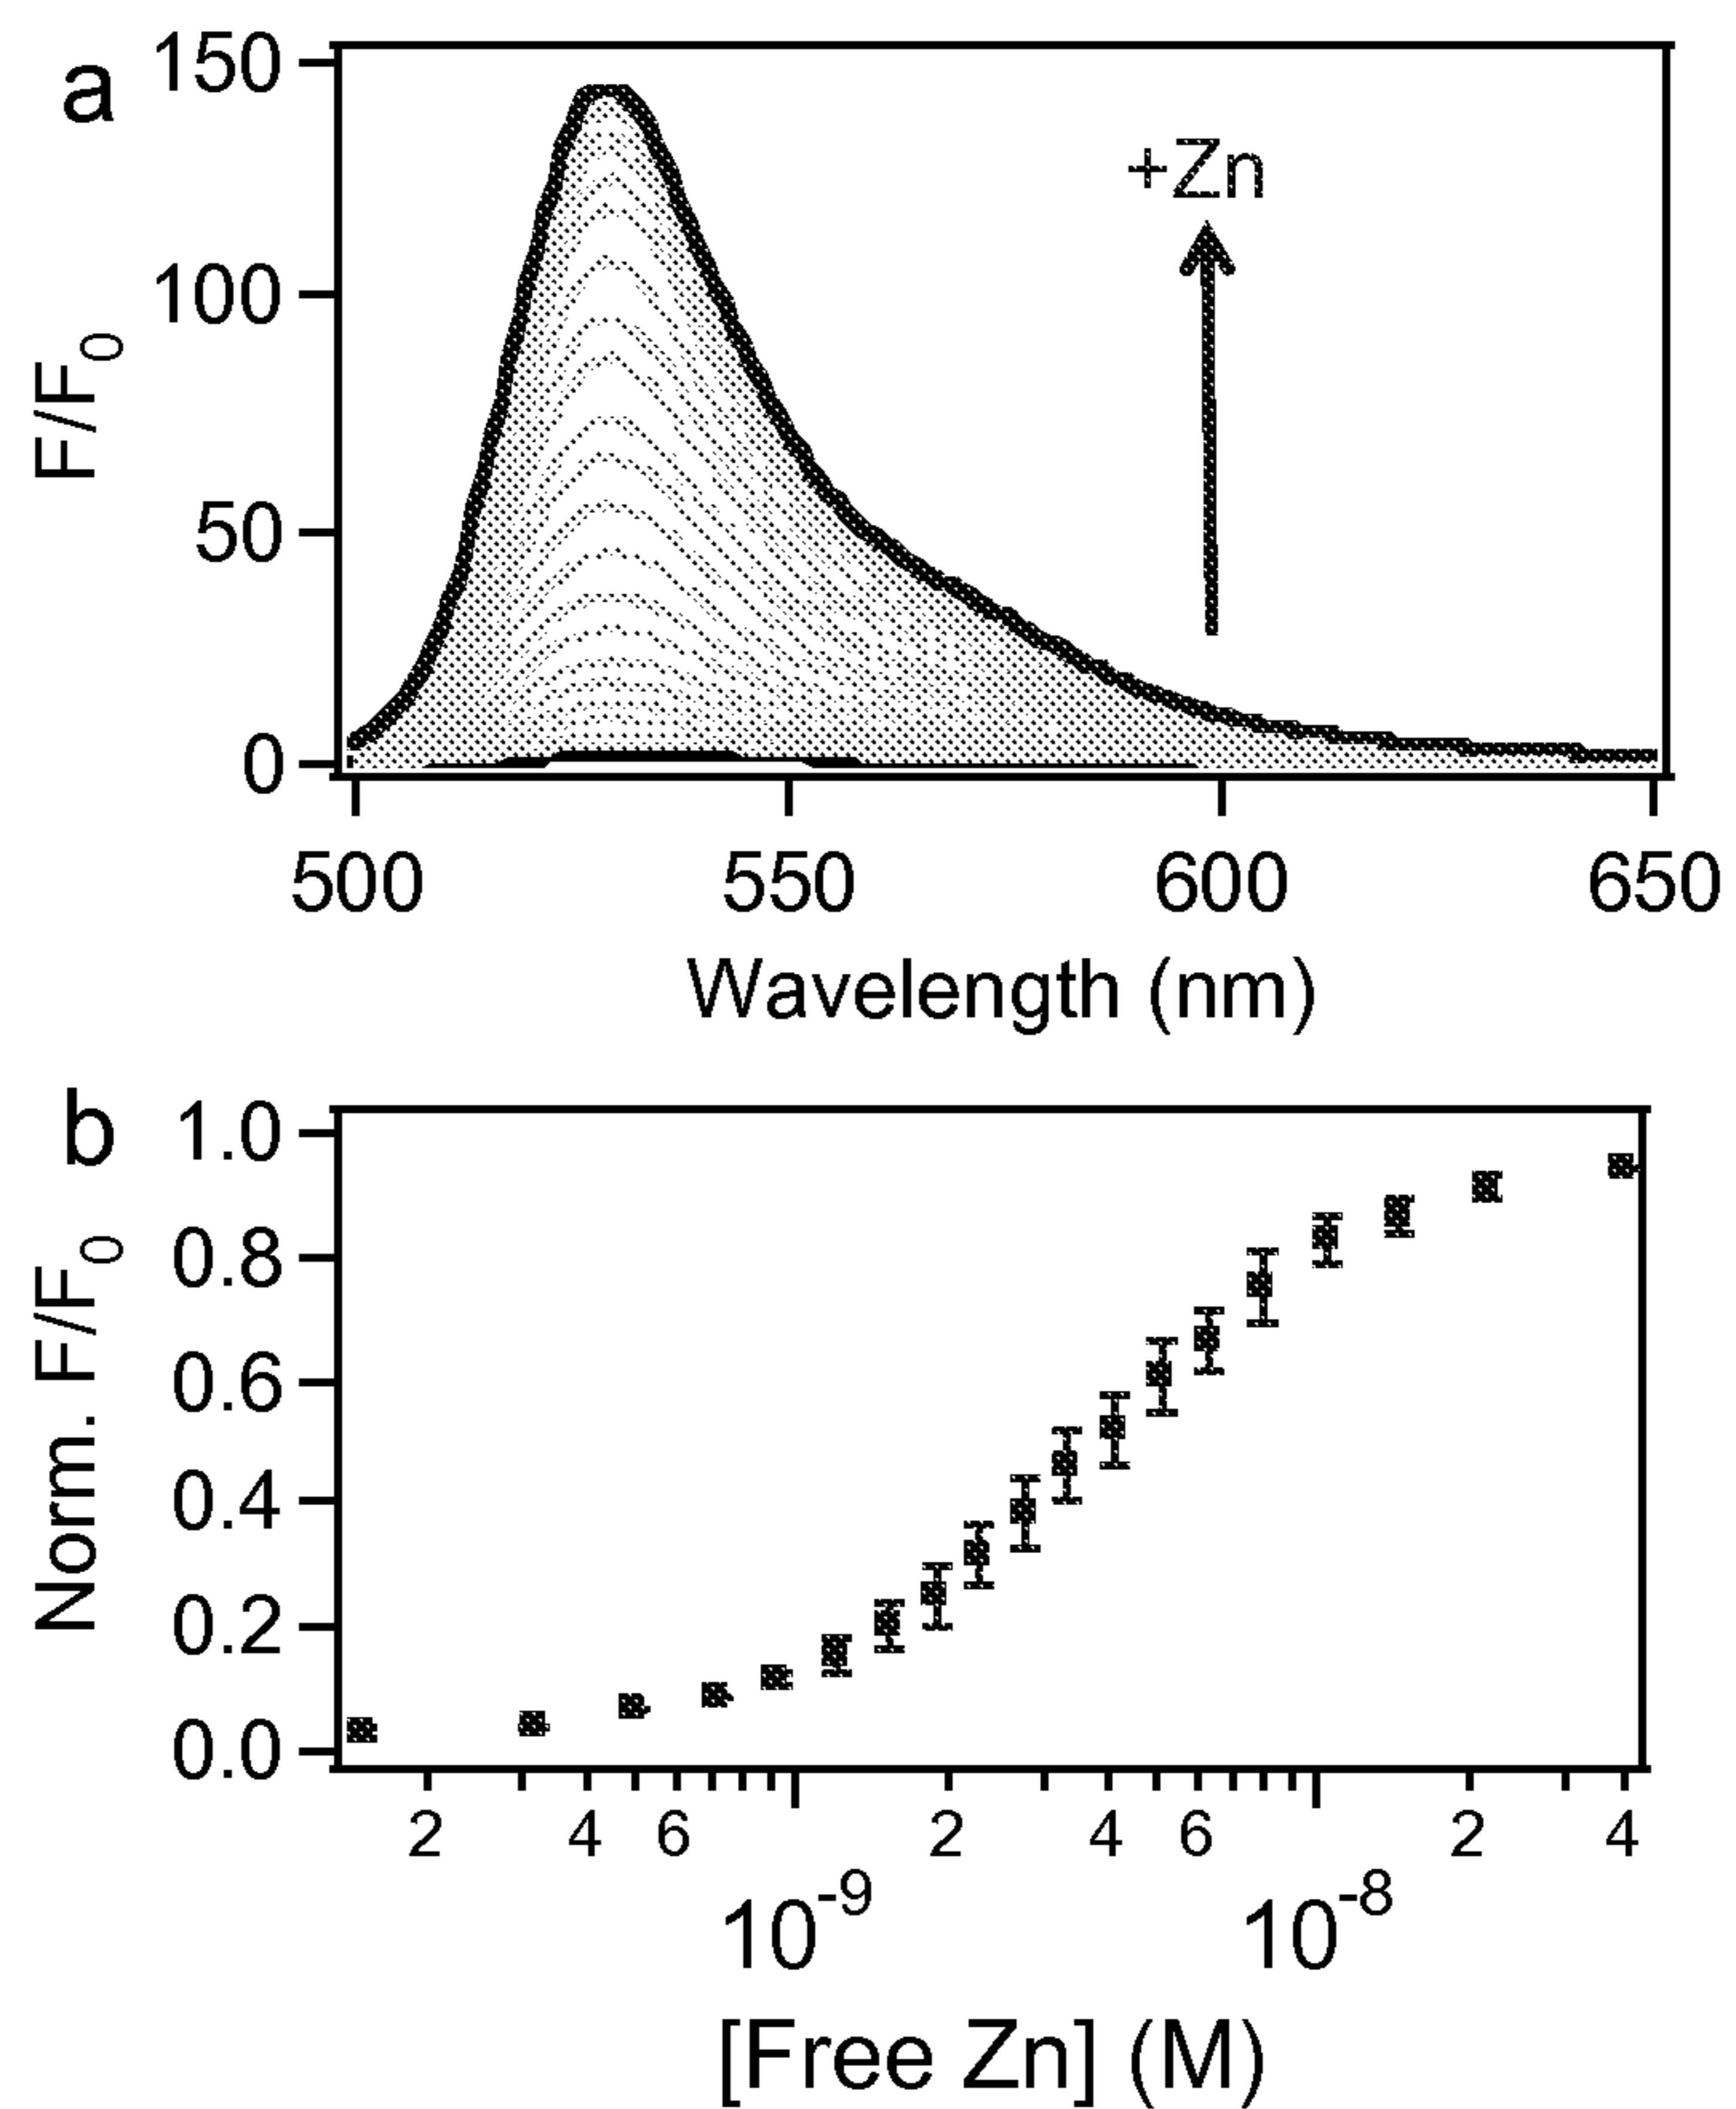 a
150
100
50
0
F/F0
+Zn
500 550 600 650
Wavelength (nm)
b
1.0
0.8
0.6
0.4
0.2
0.0
Norm. F/F0
2 4 6 2 4 6 2 4
10-9 10-8
[Free Zn] (M)